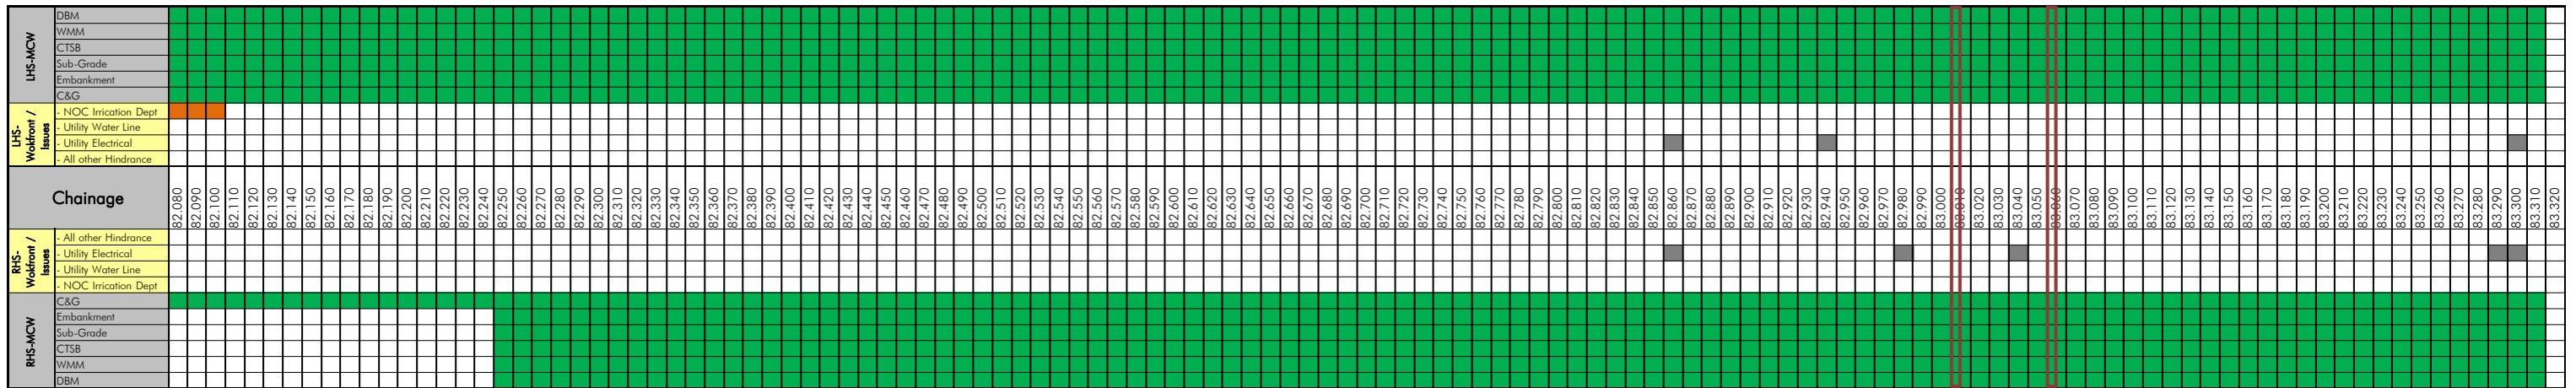 LHS-MCW
DBM
WMM
CTSB
Sub-Grade
Embankment
C&G
LHS-
Wokfront /
Issues
- NOC Irrication Dept
- Utility Water Line
- Utility Electrical
- All other Hindrance
Chainage
82.080 82.090 82.100 82.110 82.120 82.130 82.140 82.150 82.160 82.170 82.180 82.190 82.200 82.210 82.220 82.230 82.240 82.250 82.260 82.270 82.280 82.290 82.300 82.310 82.320 82.330 82.340 82.350 82.360 82.370 82.380 82.390 82.400 82.410 82.420 82.430 82.440 82.450 82.460 82.470 82.480 82.490 82.500 82.510 82.520 82.530 82.540 82.550 82.560 82.570 82.580 82.590 82.600 82.610 82.620 82.630 82.640 82.650 82.660 82.670 82.680 82.690 82.700 82.710 82.720 82.730 82.740 82.750 82.760 82.770 82.780 82.790 82.800 82.810 82.820 82.830 82.840 82.850 82.860 82.870 82.880 82.890 82.900 82.910 82.920 82.930 82.940 82.950 82.960 82.970 82.980 82.990 83.000 83.010 83.020 83.030 83.040 83.050 83.060 83.070 83.080 83.090 83.100 83.110 83.120 83.130 83.140 83.150 83.160 83.170 83.180 83.190 83.200 83.210 83.220 83.230 83.240 83.250 83.260 83.270 83.280 83.290 83.300 83.310 83.320
RHS-
Wokfront /
Issues
- All other Hindrance
- Utility Electrical
- Utility Water Line
- NOC Irrication Dept
RHS-MCW
C&G
Embankment
Sub-Grade
CTSB
WMM
DBM